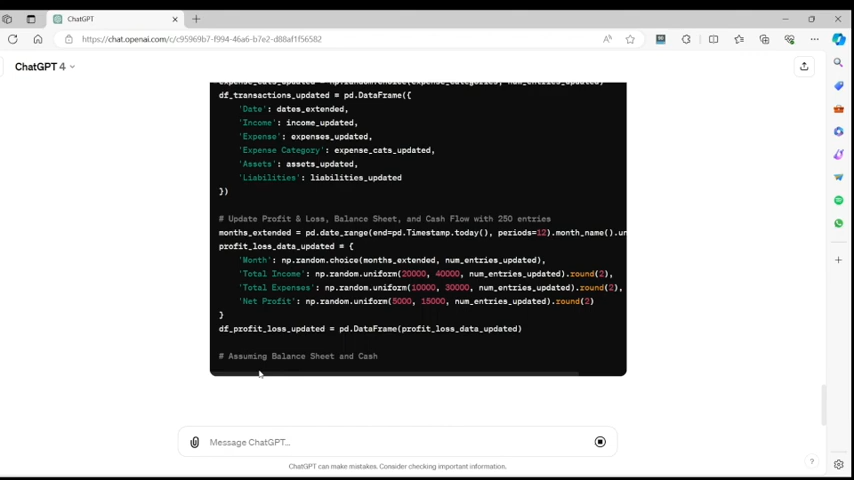 ChatGPT
https://chat.openai.com/c/c95969b7-f994-46a6-b7e2-d88af1f56582
ChatGPT 4
df_transactions_updated = pd.DataFrame({
'Date': dates_extended,
'Income': income_updated,
'Expense': expenses_updated,
'Expense Category': expense_cats_updated,
'Assets': assets_updated,
'Liabilities': liabilities_updated
})
# Update Profit & Loss, Balance Sheet, and Cash Flow with 250 entries
months_extended = pd.date_range(end=pd.Timestamp.today(), periods=12).month_name().un
profit_loss_data_updated = {
'Month': np.random.choice(months_extended, num_entries_updated),
'Total Income': np.random.uniform(20000, 40000, num_entries_updated).round(2),
'Total Expenses': np.random.uniform(10000, 30000, num_entries_updated).round(2),
'Net Profit': np.random.uniform(5000, 15000, num_entries_updated).round(2)
}
df_profit_loss_updated = pd.DataFrame(profit_loss_data_updated)
# Assuming Balance Sheet and Cash
Message ChatGPT...
ChatGPT can make mistakes. Consider checking important information.
?